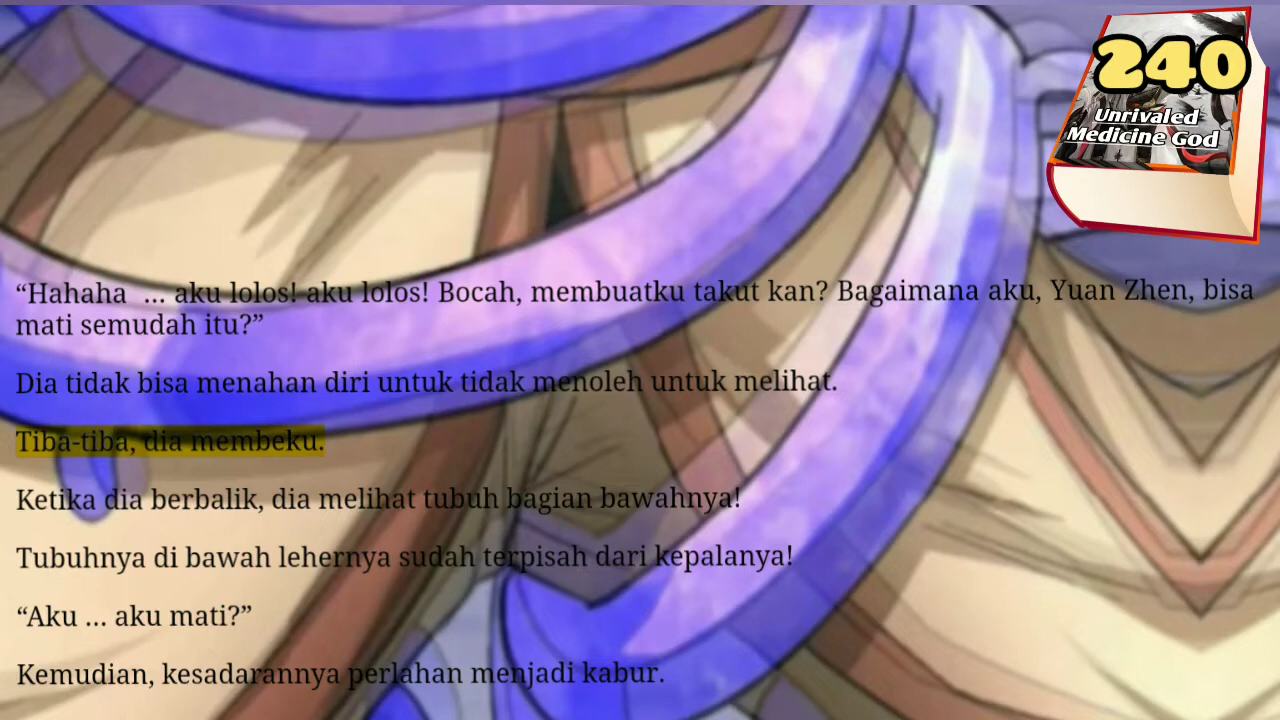 240
Unrivaled
Medicine God
“Hahaha ... aku lolos! aku lolos! Bocah, membuatku takut kan? Bagaimana aku, Yuan Zhen, bisa
mati semudah itu?”
Dia tidak bisa menahan diri untuk tidak menoleh untuk melihat.
Tiba-tiba, dia membeku.
Ketika dia berbalik, dia melihat tubuh bagian bawahnya!
Tubuhnya di bawah lehernya sudah terpisah dari kepalanya!
“Aku ... aku mati?”
Kemudian, kesadarannya perlahan menjadi kabur.